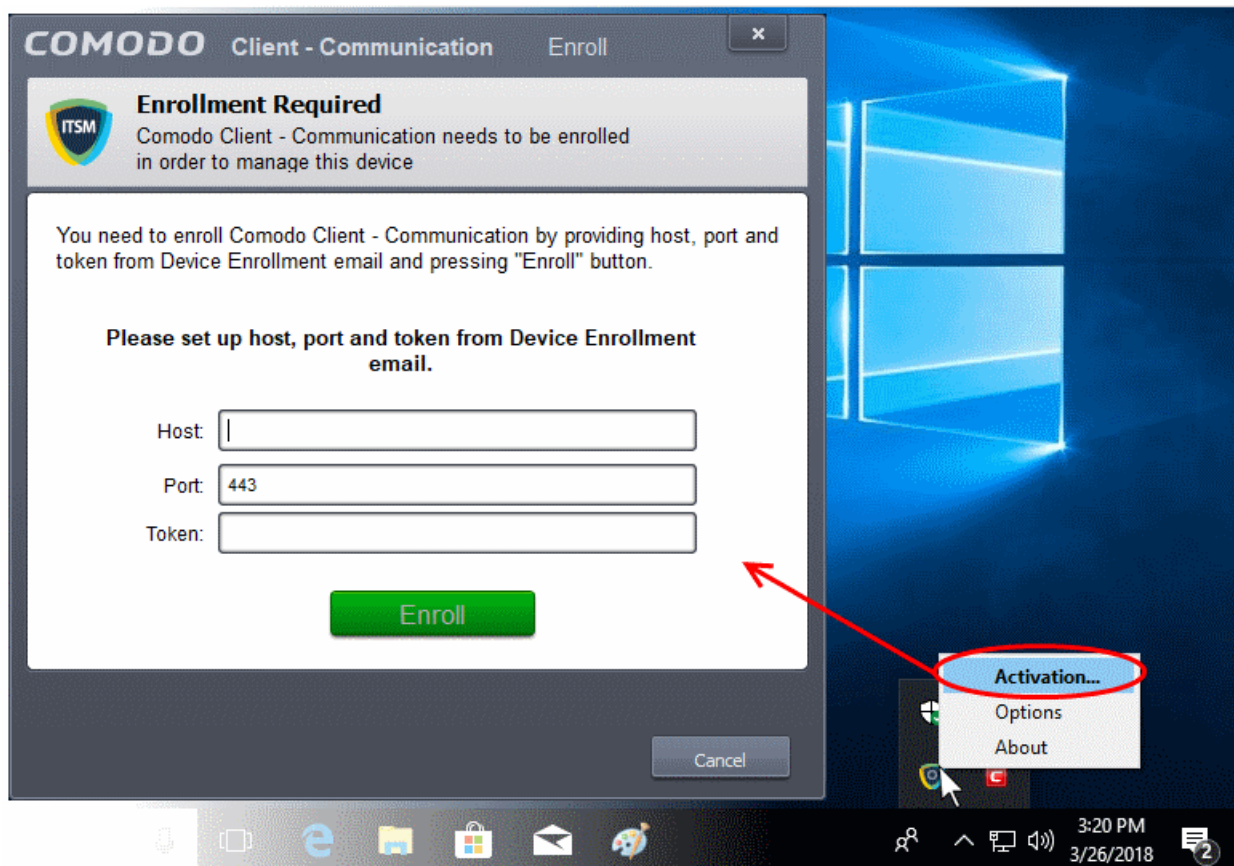 COMODO Client - Communication Enroll
Enrollment Required
ITSM
Comodo Client - Communication needs to be enrolled
in order to manage this device
You need to enroll Comodo Client - Communication by providing host, port and
token from Device Enrollment email and pressing "Enroll" button.
Please set up host, port and token from Device Enrollment
email.
Host:
Port: 443
Token:
Enroll
Cancel
Activation...
Options
About
3:20 PM
3/26/2018
2